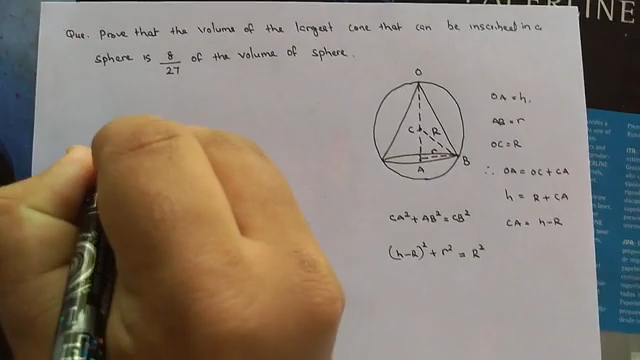 Que. Prove that the volume of the largest cone that can be inscribed in a
sphere is 8/27 of the volume of sphere.
O
C R
r
A
B
OA = h.
AB = r
OC = R
∴ OA = OC + CA
h = R + CA
CA = h-R
CA² + AB² = CB²
(h-R)² + r² = R²